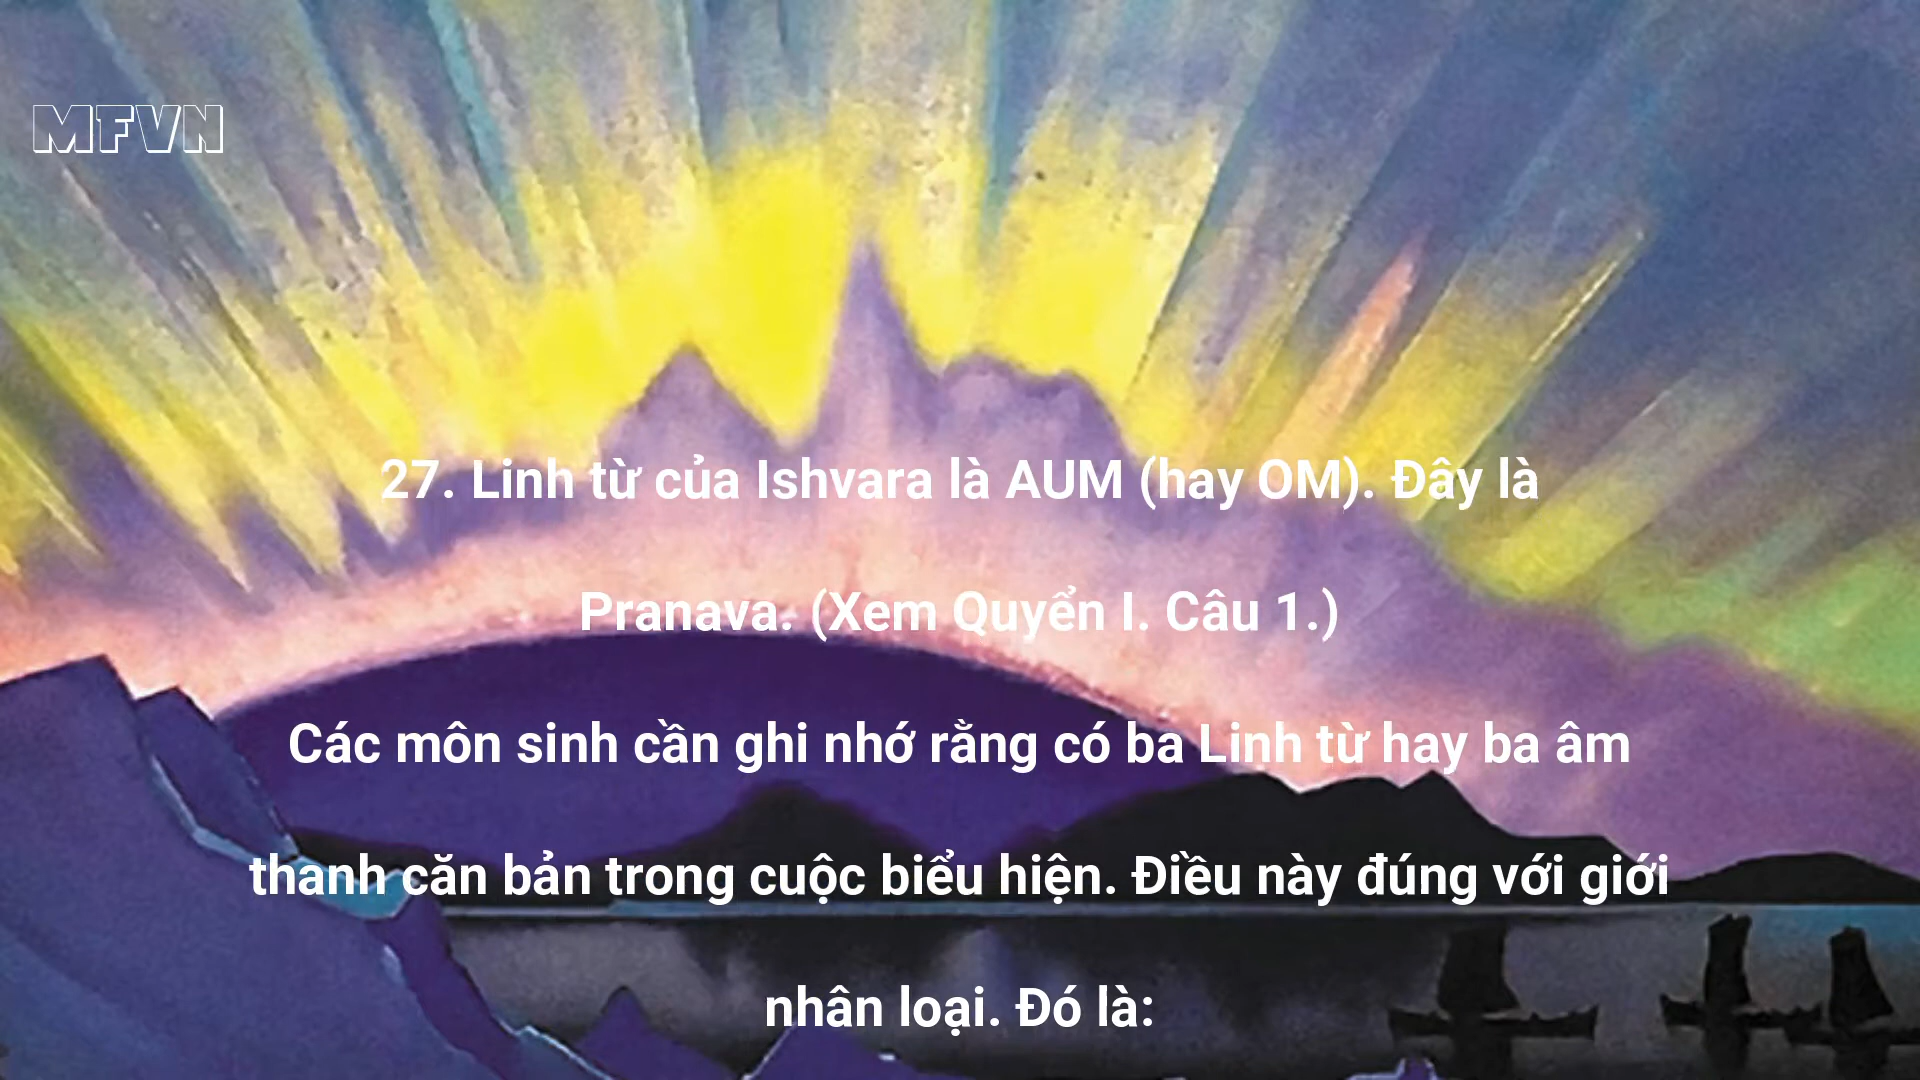 MFVN
27. Linh từ của Ishvara là AUM (hay OM). Đây là
Pranava. (Xem Quyển I. Câu 1.)
Các môn sinh cần ghi nhớ rằng có ba Linh từ hay ba âm
thanh căn bản trong cuộc biểu hiện. Điều này đúng với giới
nhân loại. Đó là: